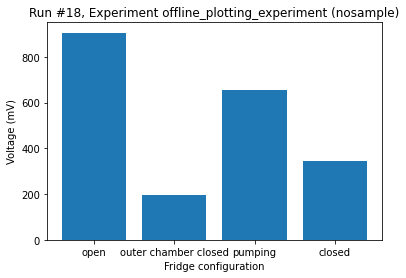 Run #18, Experiment offline_plotting_experiment (nosample)
800
600
400
200
0
Voltage (mV)
open outer chamber closed pumping closed
Fridge configuration